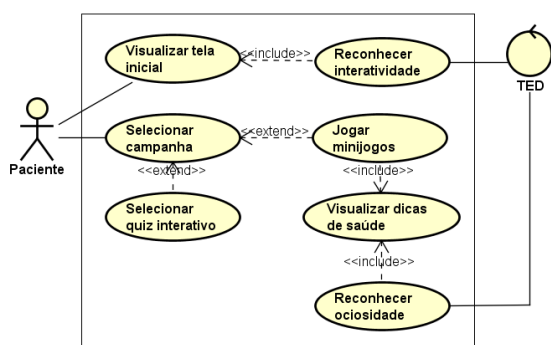 Visualizar tela
inicial
<<include>>
Reconhecer
interatividade
TED
Paciente
Selecionar
campanha
<<extend>>
Jogar
minijogos
<<extend>>
<<include>>
Selecionar
quiz interativo
Visualizar dicas
de saúde
<<include>>
Reconhecer
ociosidade